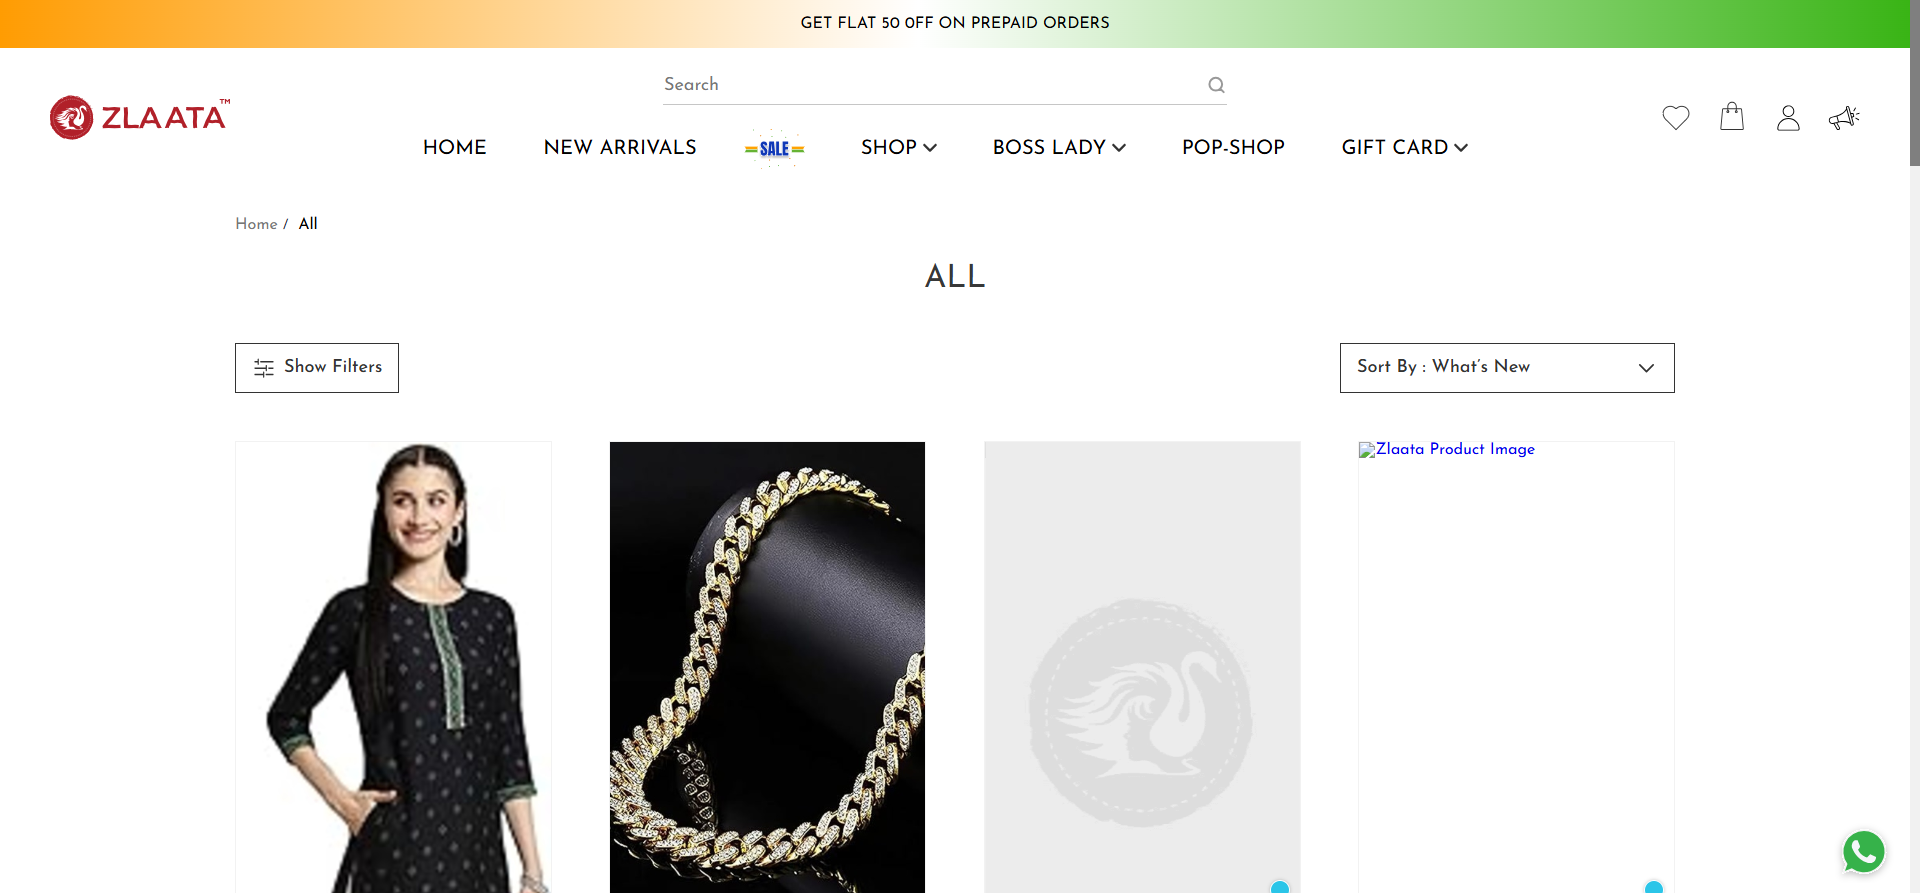 GET FLAT 50 OFF ON PREPAID ORDERS
Search
ZLAATA™
HOME
NEW ARRIVALS
SALE
SHOP
BOSS LADY
POP-SHOP
GIFT CARD
Home / All
ALL
Show Filters
Sort By : What's New
Zlaata Product Image